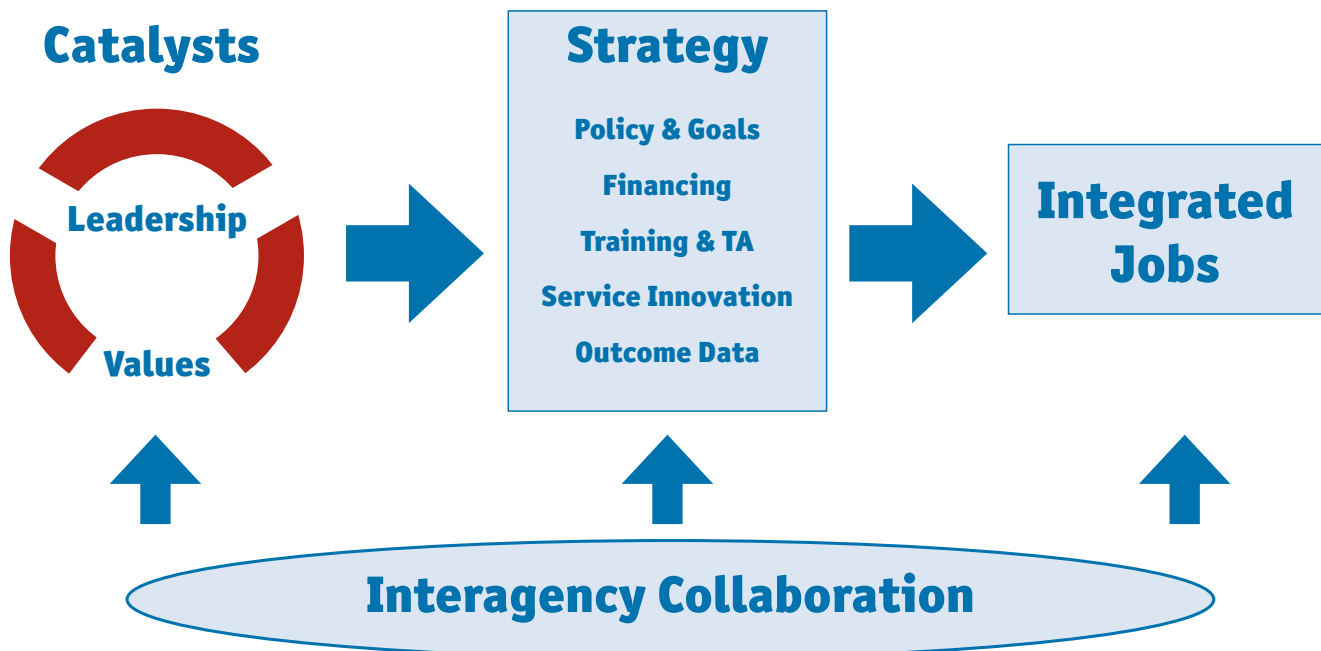 Catalysts
Leadership
Values
Strategy
Policy & Goals
Financing
Training & TA
Service Innovation
Outcome Data
Integrated
Jobs
Interagency Collaboration